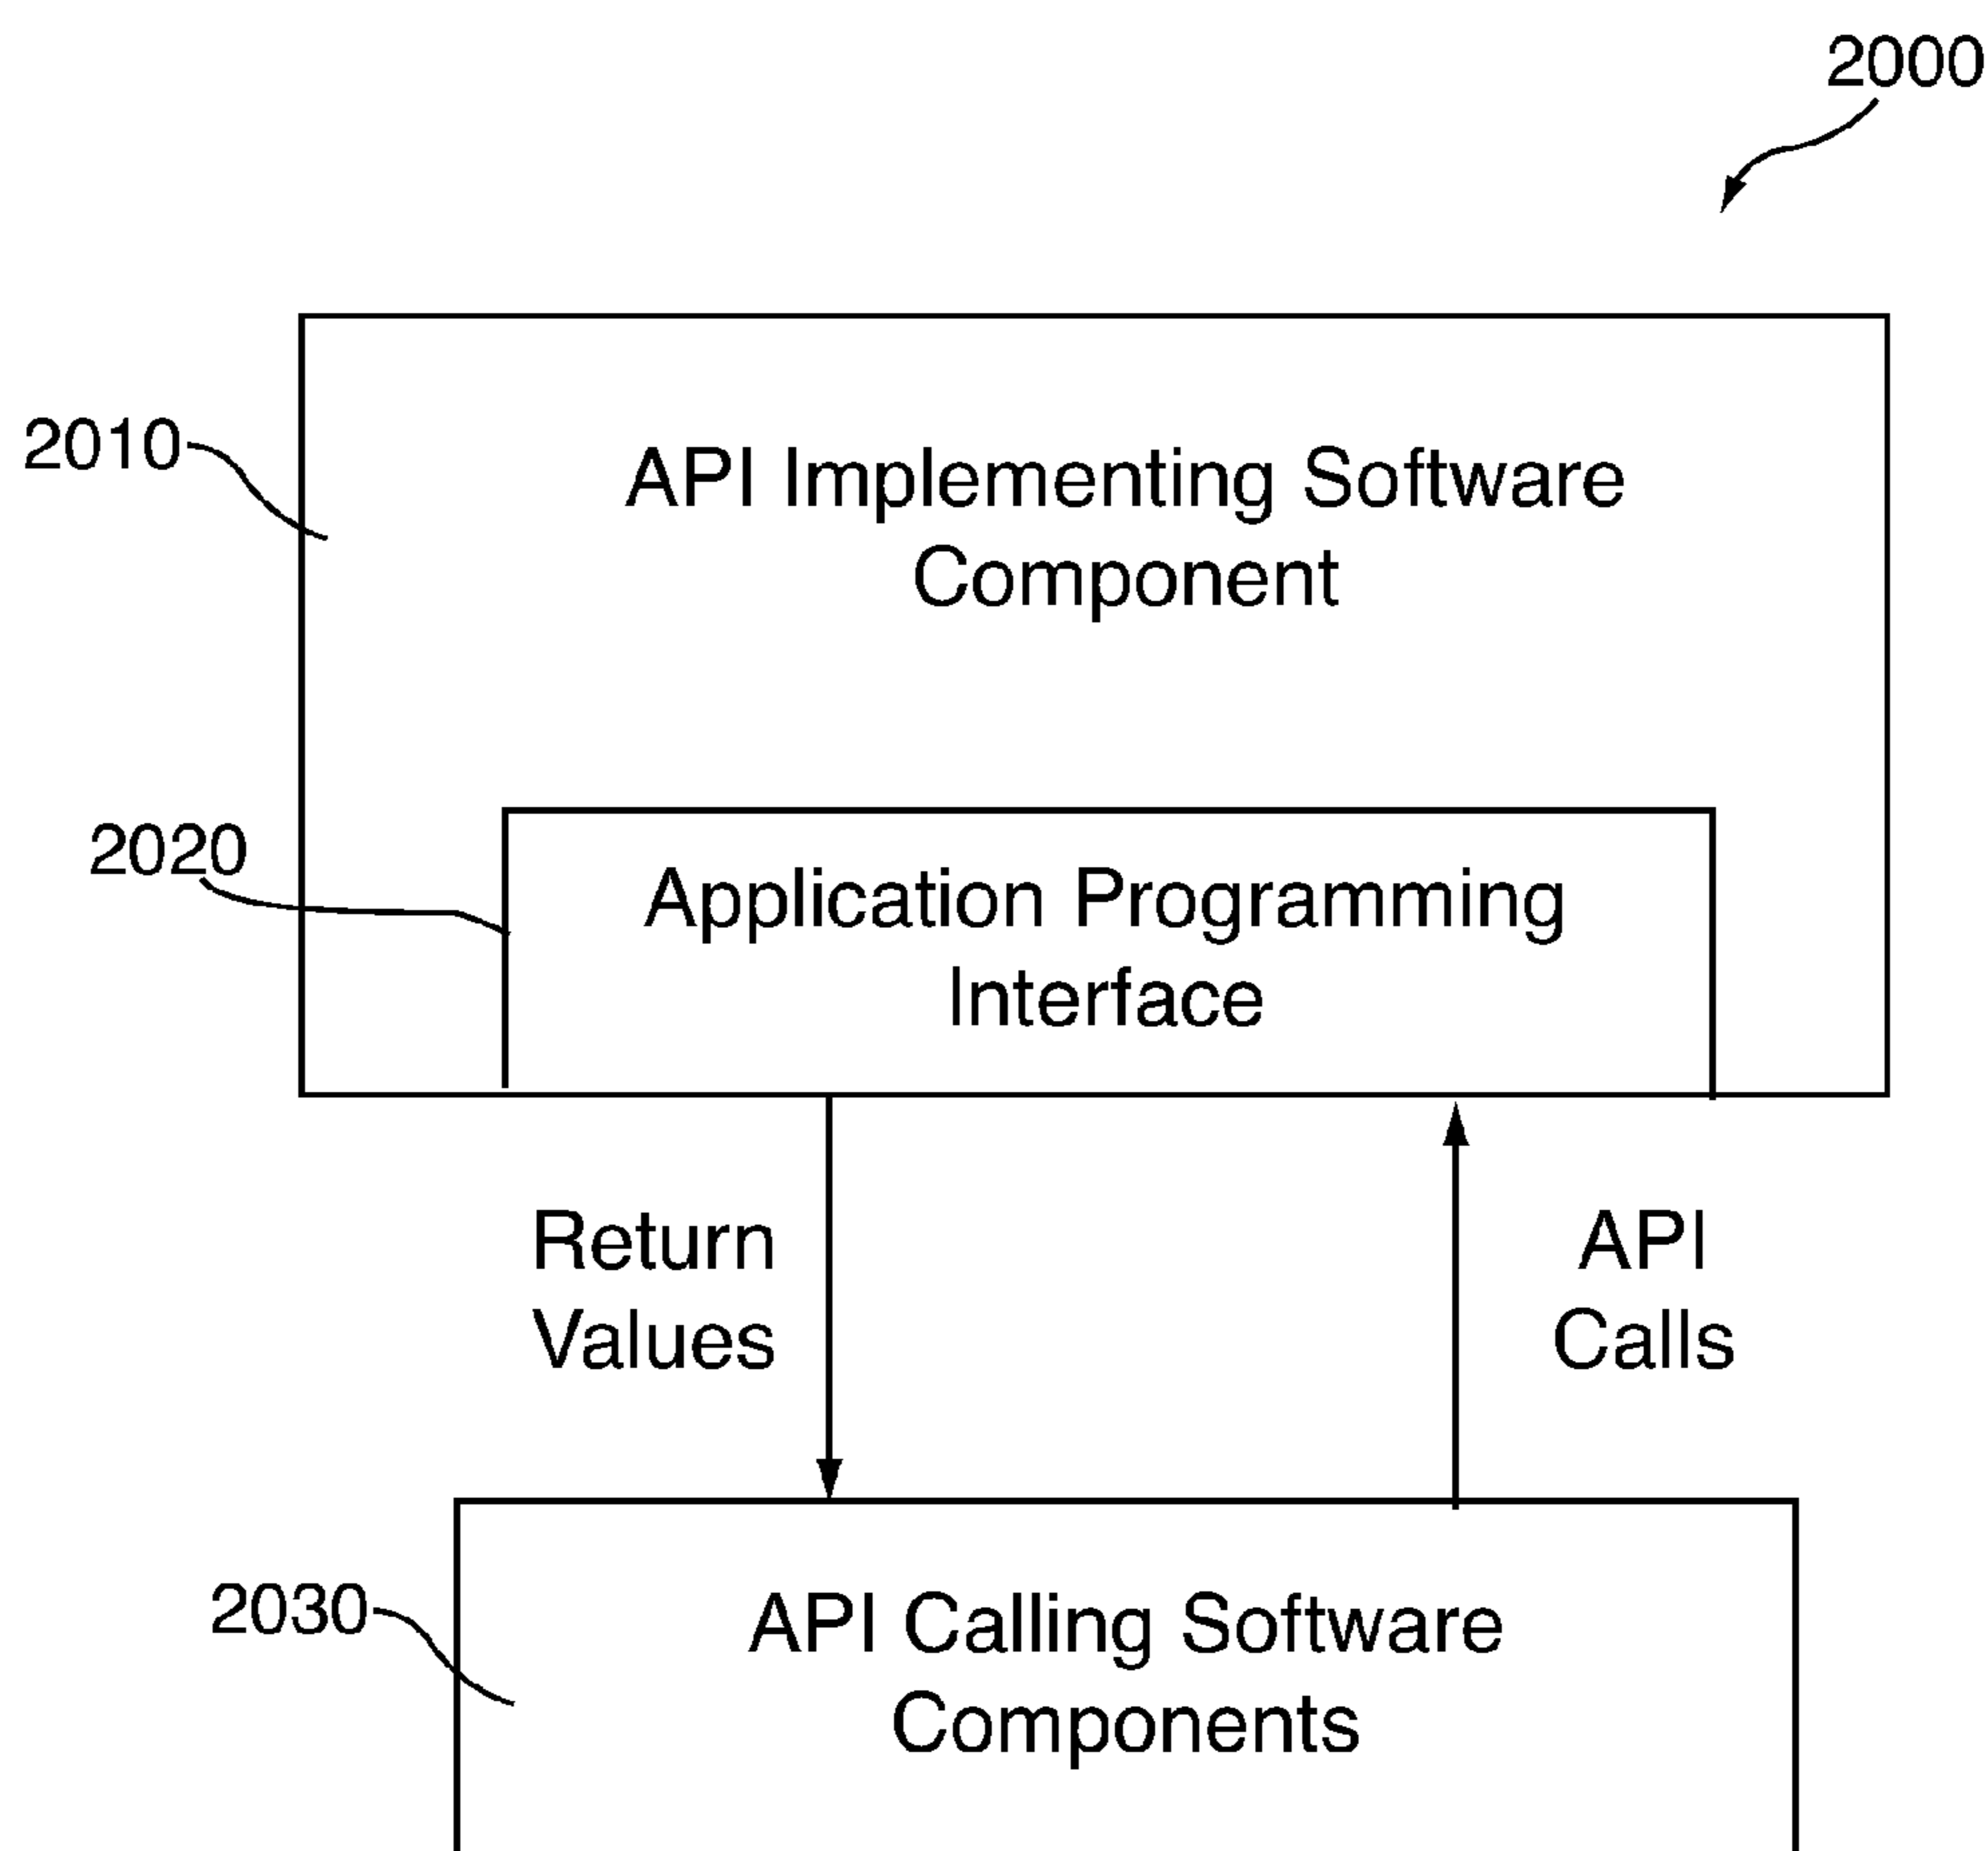 2000
2010
API Implementing Software
Component
2020
Application Programming
Interface
Return
Values
API
Calls
2030
API Calling Software
Components